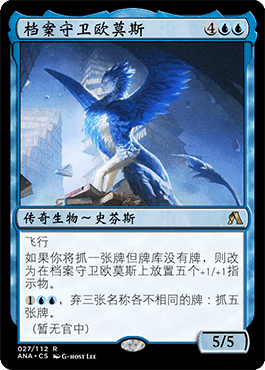 档案守卫欧莫斯 4
传奇生物～史芬斯
飞行
如果你将抓一张牌但牌库没有牌，则改
为在档案守卫欧莫斯上放置五个+1/+1指
示物。
1，弃三张名称各不相同的牌：抓五
张牌。
（暂无官中）
027/112 R
ANA • CS G-HOST LEE
5/5